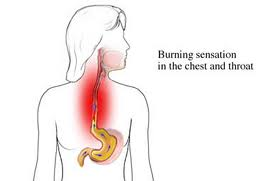 Burning sensation
in the chest and throat